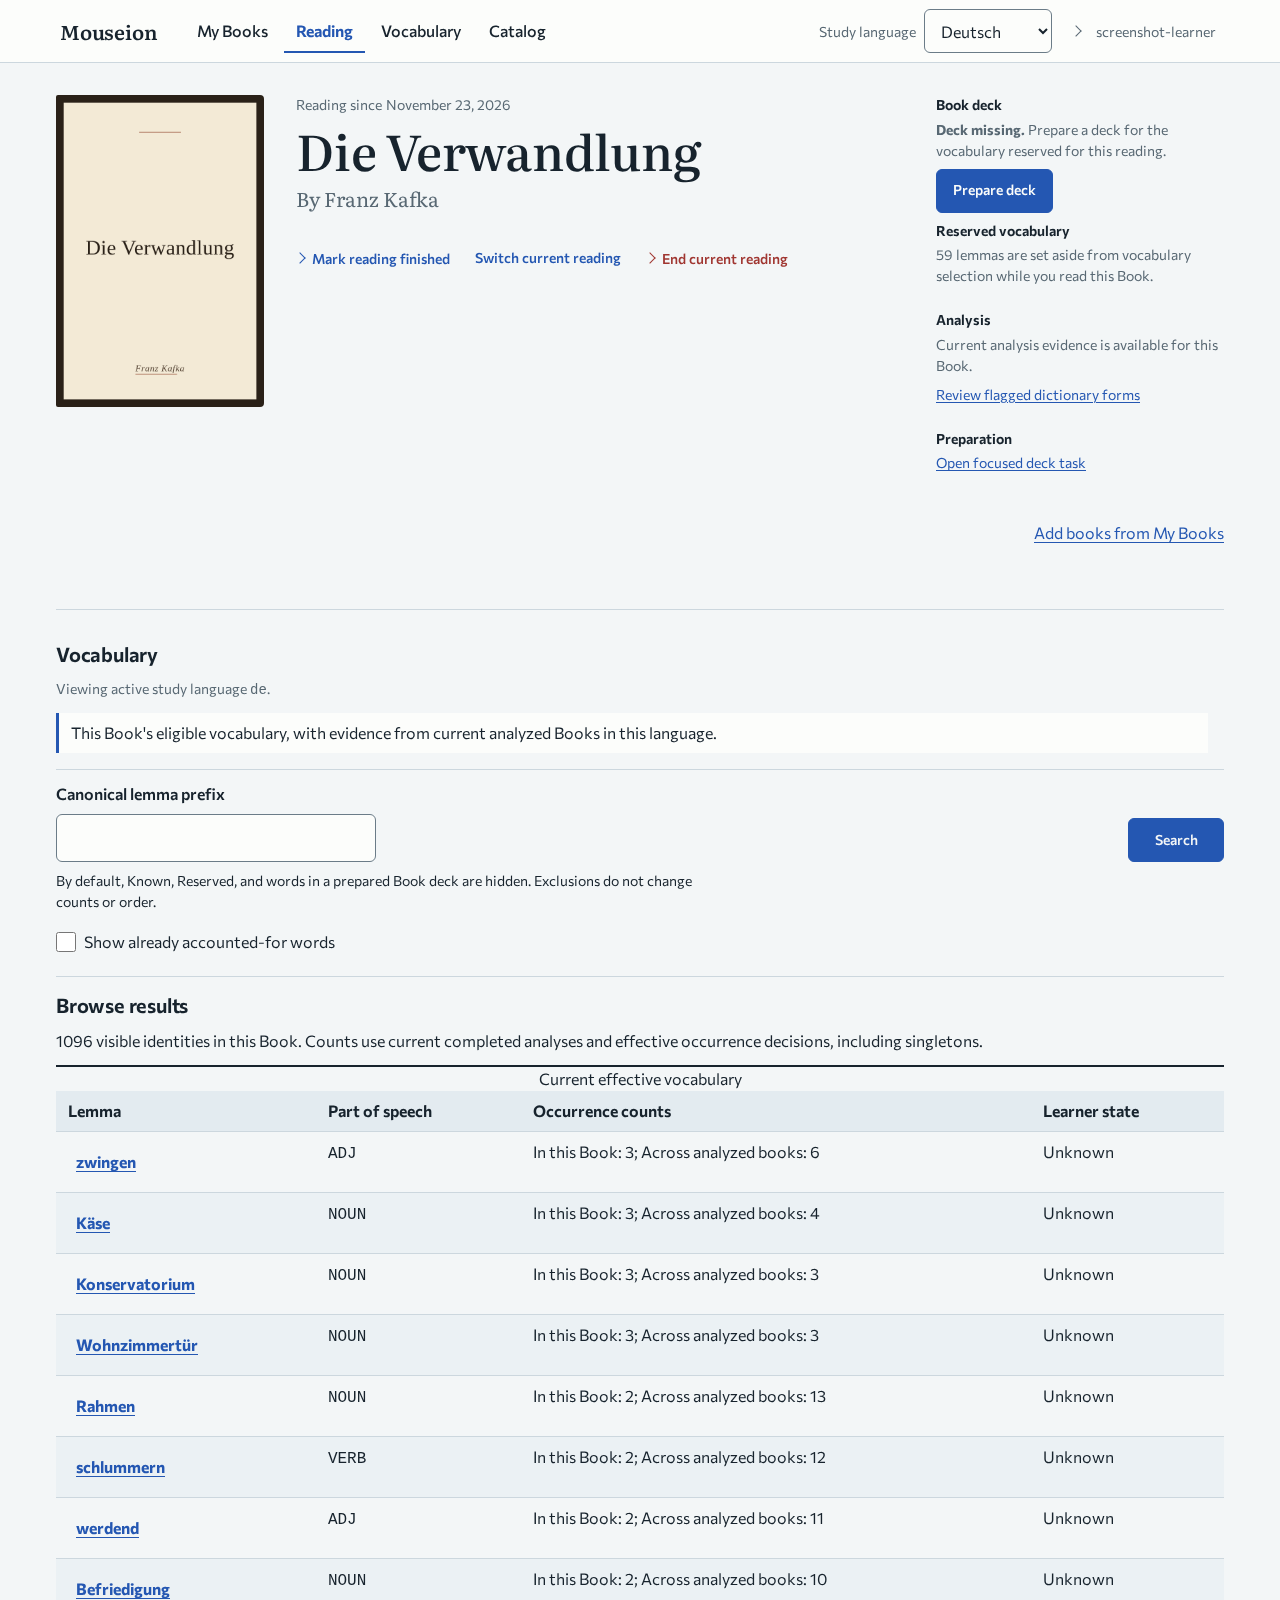 Mouseion
My Books
Reading
Vocabulary
Catalog
Study language
Deutsch
screenshot-learner
Die Verwandlung
Franz Kafka
Reading since November 23, 2026
Die Verwandlung
By Franz Kafka
Mark reading finished
Switch current reading
End current reading
Book deck
Deck missing. Prepare a deck for the
vocabulary reserved for this reading.
Prepare deck
Reserved vocabulary
59 lemmas are set aside from vocabulary
selection while you read this Book.
Analysis
Current analysis evidence is available for this
Book.
Review flagged dictionary forms
Preparation
Open focused deck task
Add books from My Books
Vocabulary
Viewing active study language de.
This Book's eligible vocabulary, with evidence from current analyzed Books in this language.
Canonical lemma prefix
Search
By default, Known, Reserved, and words in a prepared Book deck are hidden. Exclusions do not change
counts or order.
Show already accounted-for words
Browse results
1096 visible identities in this Book. Counts use current completed analyses and effective occurrence decisions, including singletons.
Current effective vocabulary
Lemma Part of speech Occurrence counts Learner state
zwingen ADJ In this Book: 3; Across analyzed books: 6 Unknown
Käse NOUN In this Book: 3; Across analyzed books: 4 Unknown
Konservatorium NOUN In this Book: 3; Across analyzed books: 3 Unknown
Wohnzimmertür NOUN In this Book: 3; Across analyzed books: 3 Unknown
Rahmen NOUN In this Book: 2; Across analyzed books: 13 Unknown
schlummern VERB In this Book: 2; Across analyzed books: 12 Unknown
werdend ADJ In this Book: 2; Across analyzed books: 11 Unknown
Befriedigung NOUN In this Book: 2; Across analyzed books: 10 Unknown